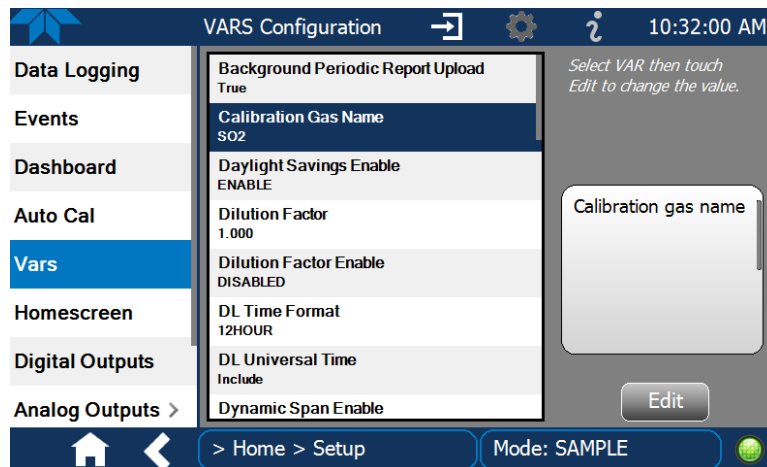 VARS Configuration
10:32:00 AM
Data Logging
Events
Dashboard
Auto Cal
Vars
Homescreen
Digital Outputs
Analog Outputs >
Background Periodic Report Upload
True
Calibration Gas Name
SO2
Daylight Savings Enable
ENABLE
Dilution Factor
1.000
Dilution Factor Enable
DISABLED
DL Time Format
12HOUR
DL Universal Time
Include
Dynamic Span Enable
Select VAR then touch
Edit to change the value.
Calibration gas name
Edit
> Home > Setup
Mode: SAMPLE